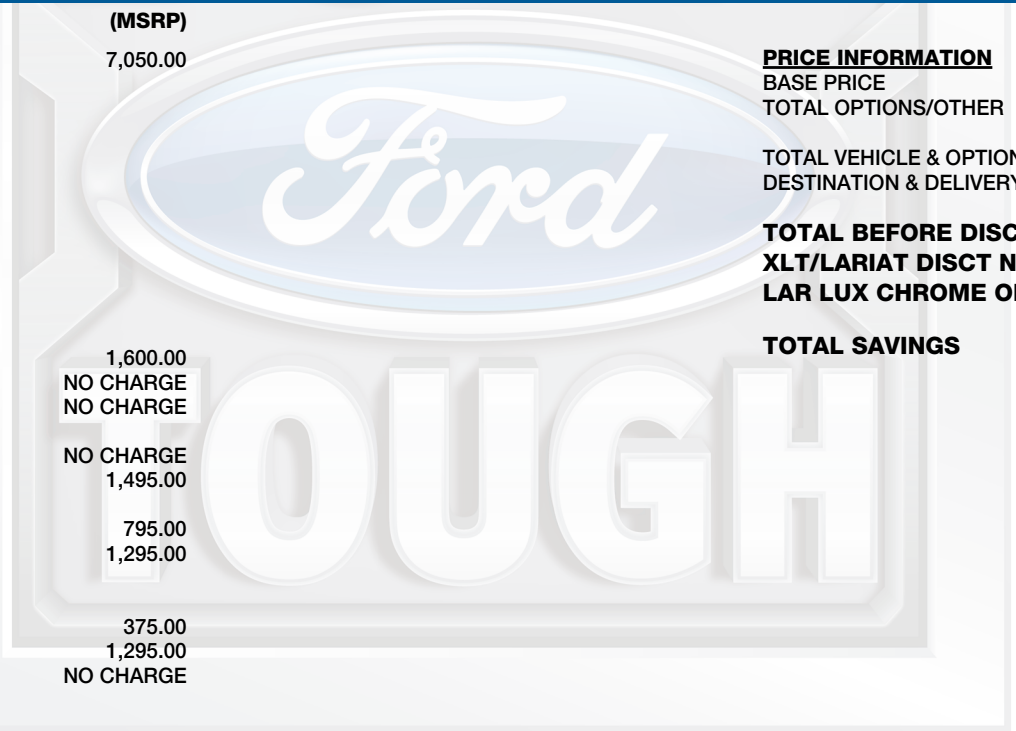 (MSRP)
7,050.00
1,600.00
NO CHARGE
NO CHARGE
NO CHARGE
1,495.00
795.00
1,295.00
375.00
1,295.00
NO CHARGE
PRICE INFORMATION
BASE PRICE
TOTAL OPTIONS/OTHER
TOTAL VEHICLE & OPTION
DESTINATION & DELIVERY
TOTAL BEFORE DISC
XLT/LARIAT DISCT N
LAR LUX CHROME O
TOTAL SAVINGS
Ford
TOUGH